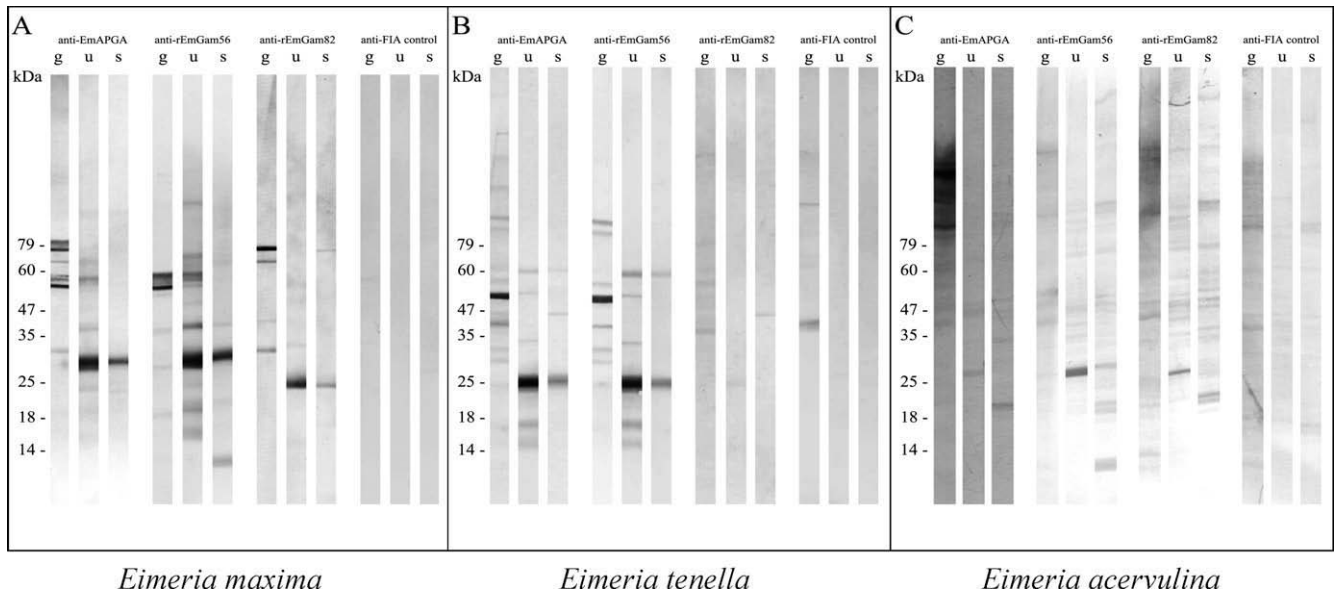 A
anti-EmAPGA anti-rEmGam56 anti-rEmGam82 anti-FIA control
g u s g u s g u s g u s
kDa
79 -
60 -
47 -
35 -
25 -
18 -
14 -
B
anti-EmAPGA anti-rEmGam56 anti-rEmGam82 anti-FIA control
g u s g u s g u s g u s
kDa
79 -
60 -
47 -
35 -
25 -
18 -
14 -
C
anti-EmAPGA anti-rEmGam56 anti-rEmGam82 anti-FIA control
g u s g u s g u s g u s
kDa
79 -
60 -
47 -
35 -
25 -
18 -
14 -
Eimeria maxima Eimeria tenella Eimeria acervulina